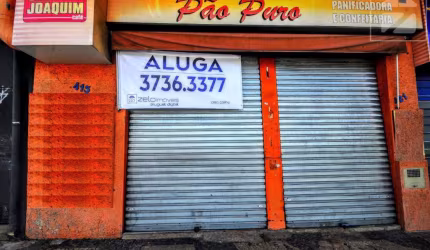 JOAQUIM
café
Pão Puro
PANIFICADORA
E CONFEITARIA
ALUGA
3736.3377
415